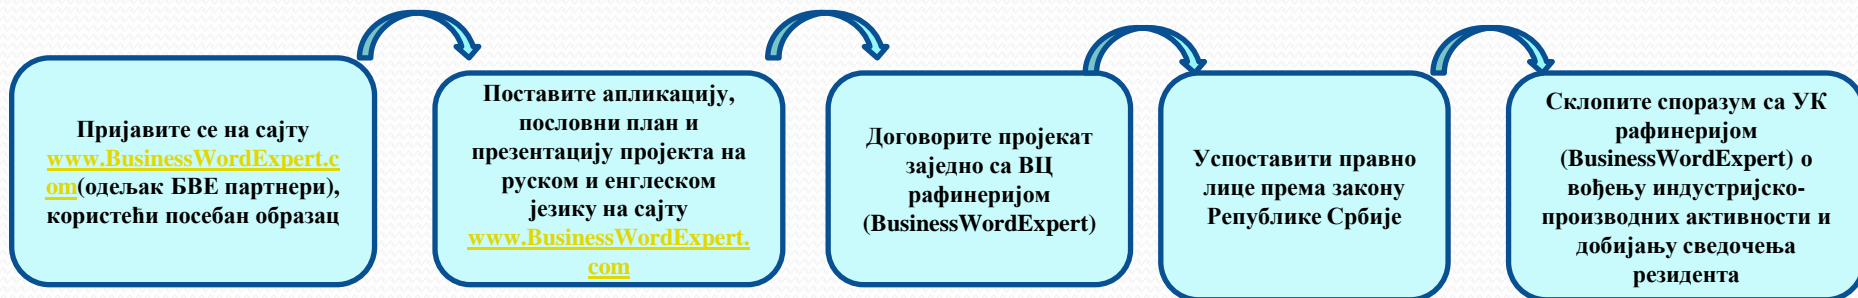 Пријавите се на сајту
www.BusinessWordExpert.c
om(одељак БВЕ партнери),
користећи посебан образац
Поставите апликацију,
пословни план и
презентацију пројекта на
руском и енглеском
језику на сајту
www.BusinessWordExpert.
com
Договорите пројекат
заједно са ВЦ
рафинеријом
(BusinessWordExpert)
Успоставити правно
лице према закону
Републике Србије
Склопите споразум са УК
рафинеријом
(BusinessWordExpert) о
вођењу индустријско-
производних активности и
добијању сведочења
резидента